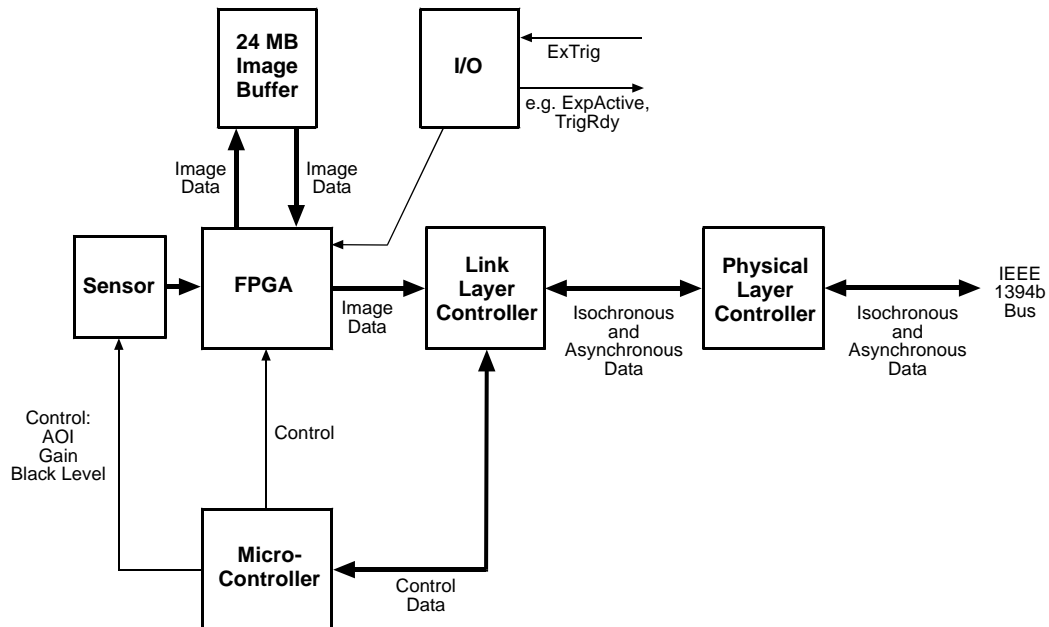 24 MB
Image
Buffer
I/O
ExTrig
e.g. ExpActive,
TrigRdy
Image
Data
Image
Data
Sensor
FPGA
Image
Data
Link
Layer
Controller
Isochronous
and
Asynchronous
Data
Physical
Layer
Controller
Isochronous
and
Asynchronous
Data
IEEE
1394b
Bus
Control:
AOI
Gain
Black Level
Control
Micro-
Controller
Control
Data